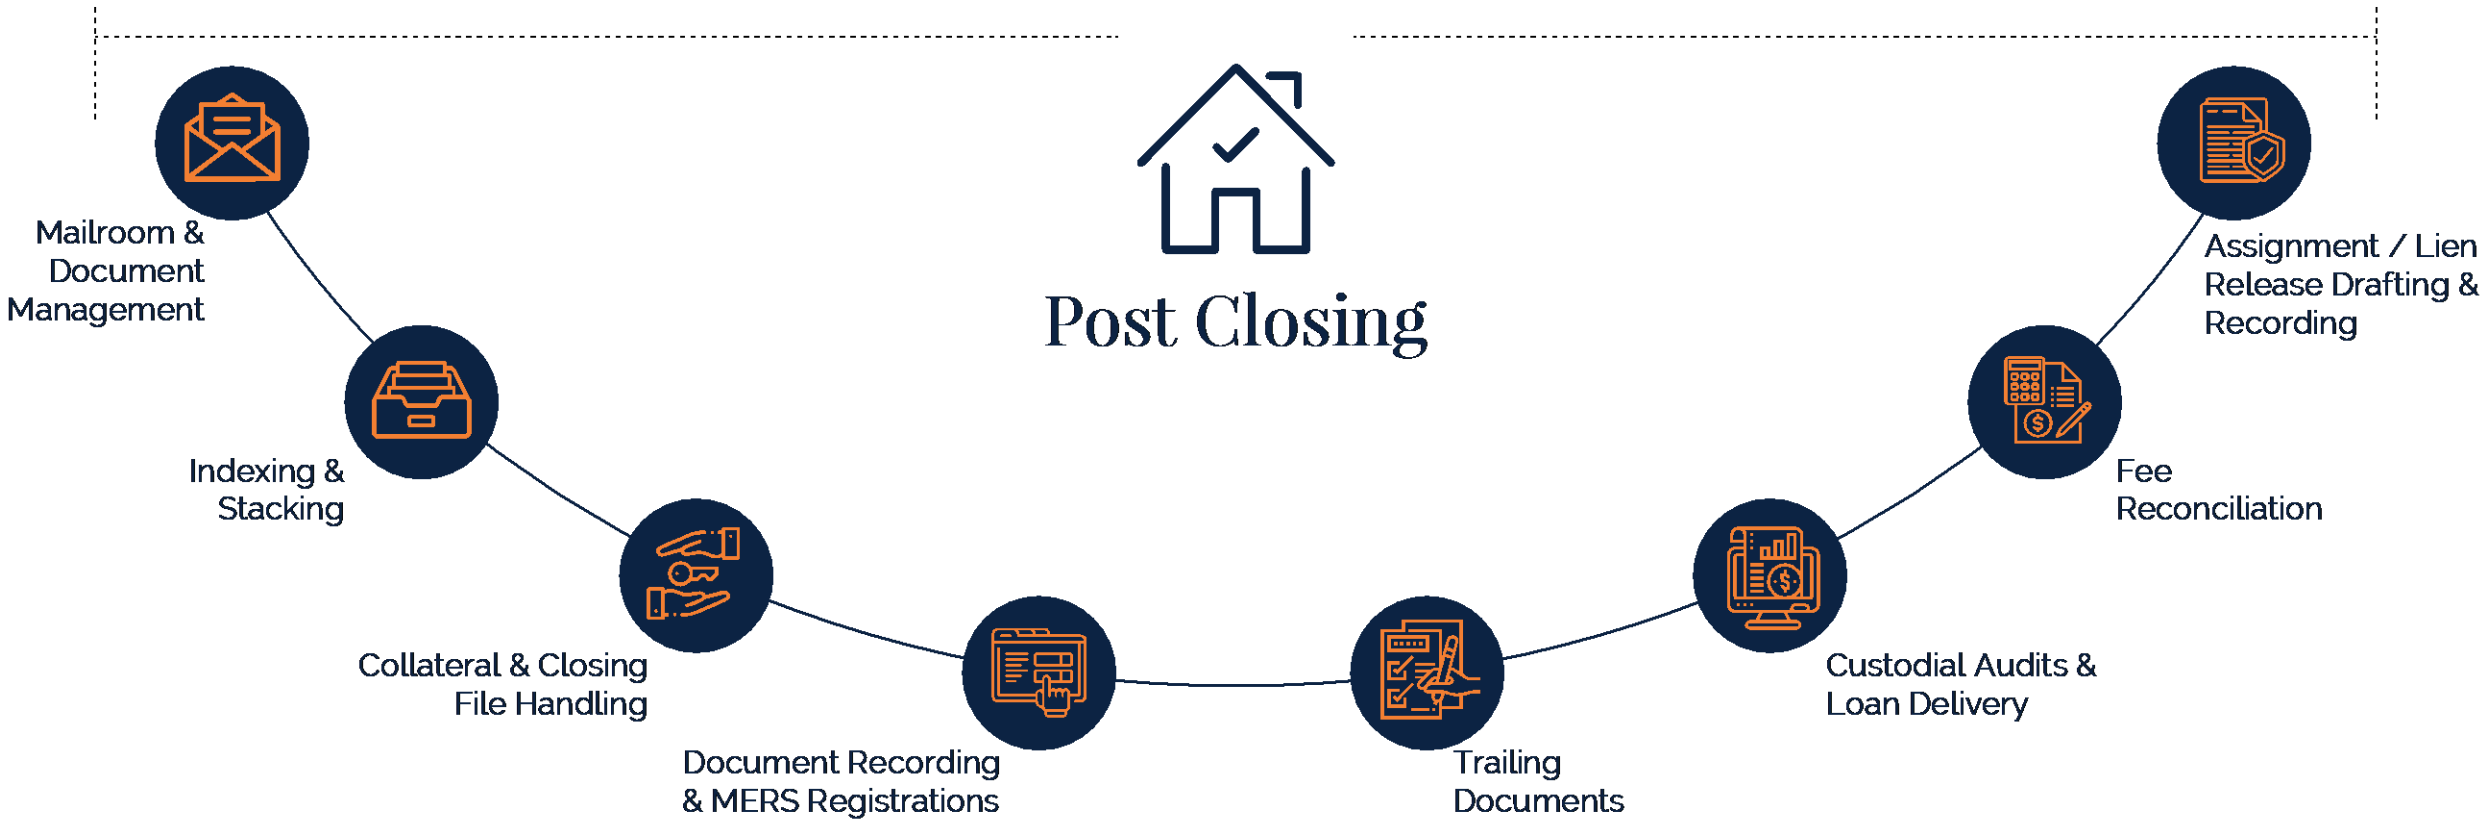 Post Closing
Mailroom &
Document
Management
Indexing &
Stacking
Collateral & Closing
File Handling
Document Recording
& MERS Registrations
Trailing
Documents
Custodial Audits &
Loan Delivery
Fee
Reconciliation
Assignment / Lien
Release Drafting &
Recording